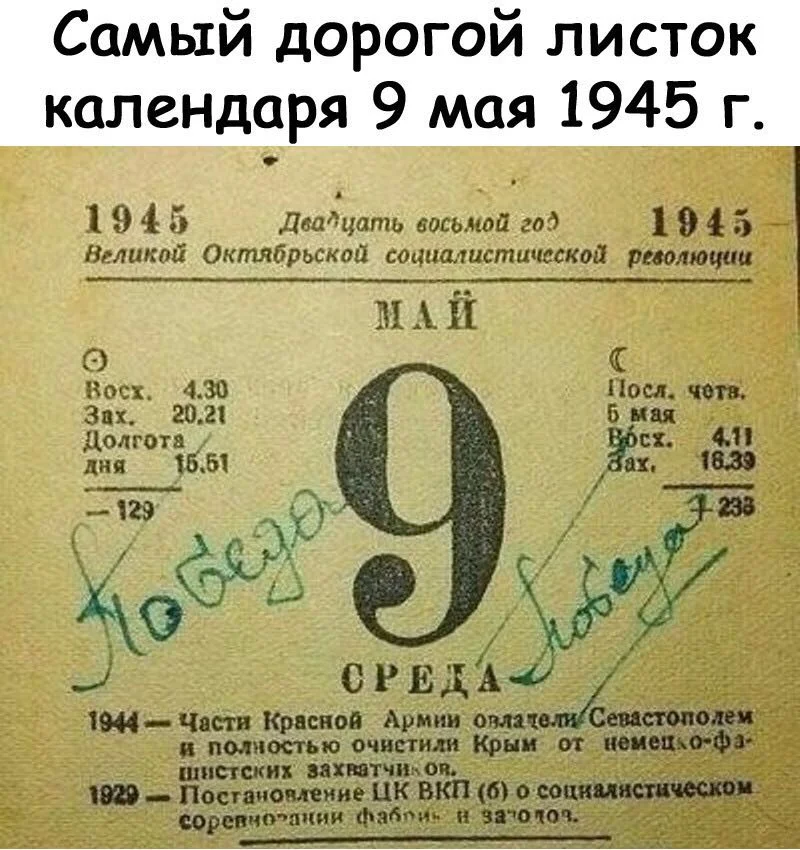 Самый дорогой листок
календаря 9 мая 1945 г.
1945 Двадцать восьмой год 1945
Великой Октябрьской социалистической революции
МАЙ
Восх. 4.30
Зах. 20.21
Долгота
дня 15.51
— 129
9
Посл. четв.
5 мая
Восх. 4.11
Зах. 16.39
+ 236
Победа
Победа
СРЕДА
1944 — Части Красной Армии овладели Севастополем
и полностью очистили Крым от немецко-фа-
шистских захватчиков.
1929 — Постановление ЦК ВКП (б) о социалистическом
соревновании фабрик и заводов.